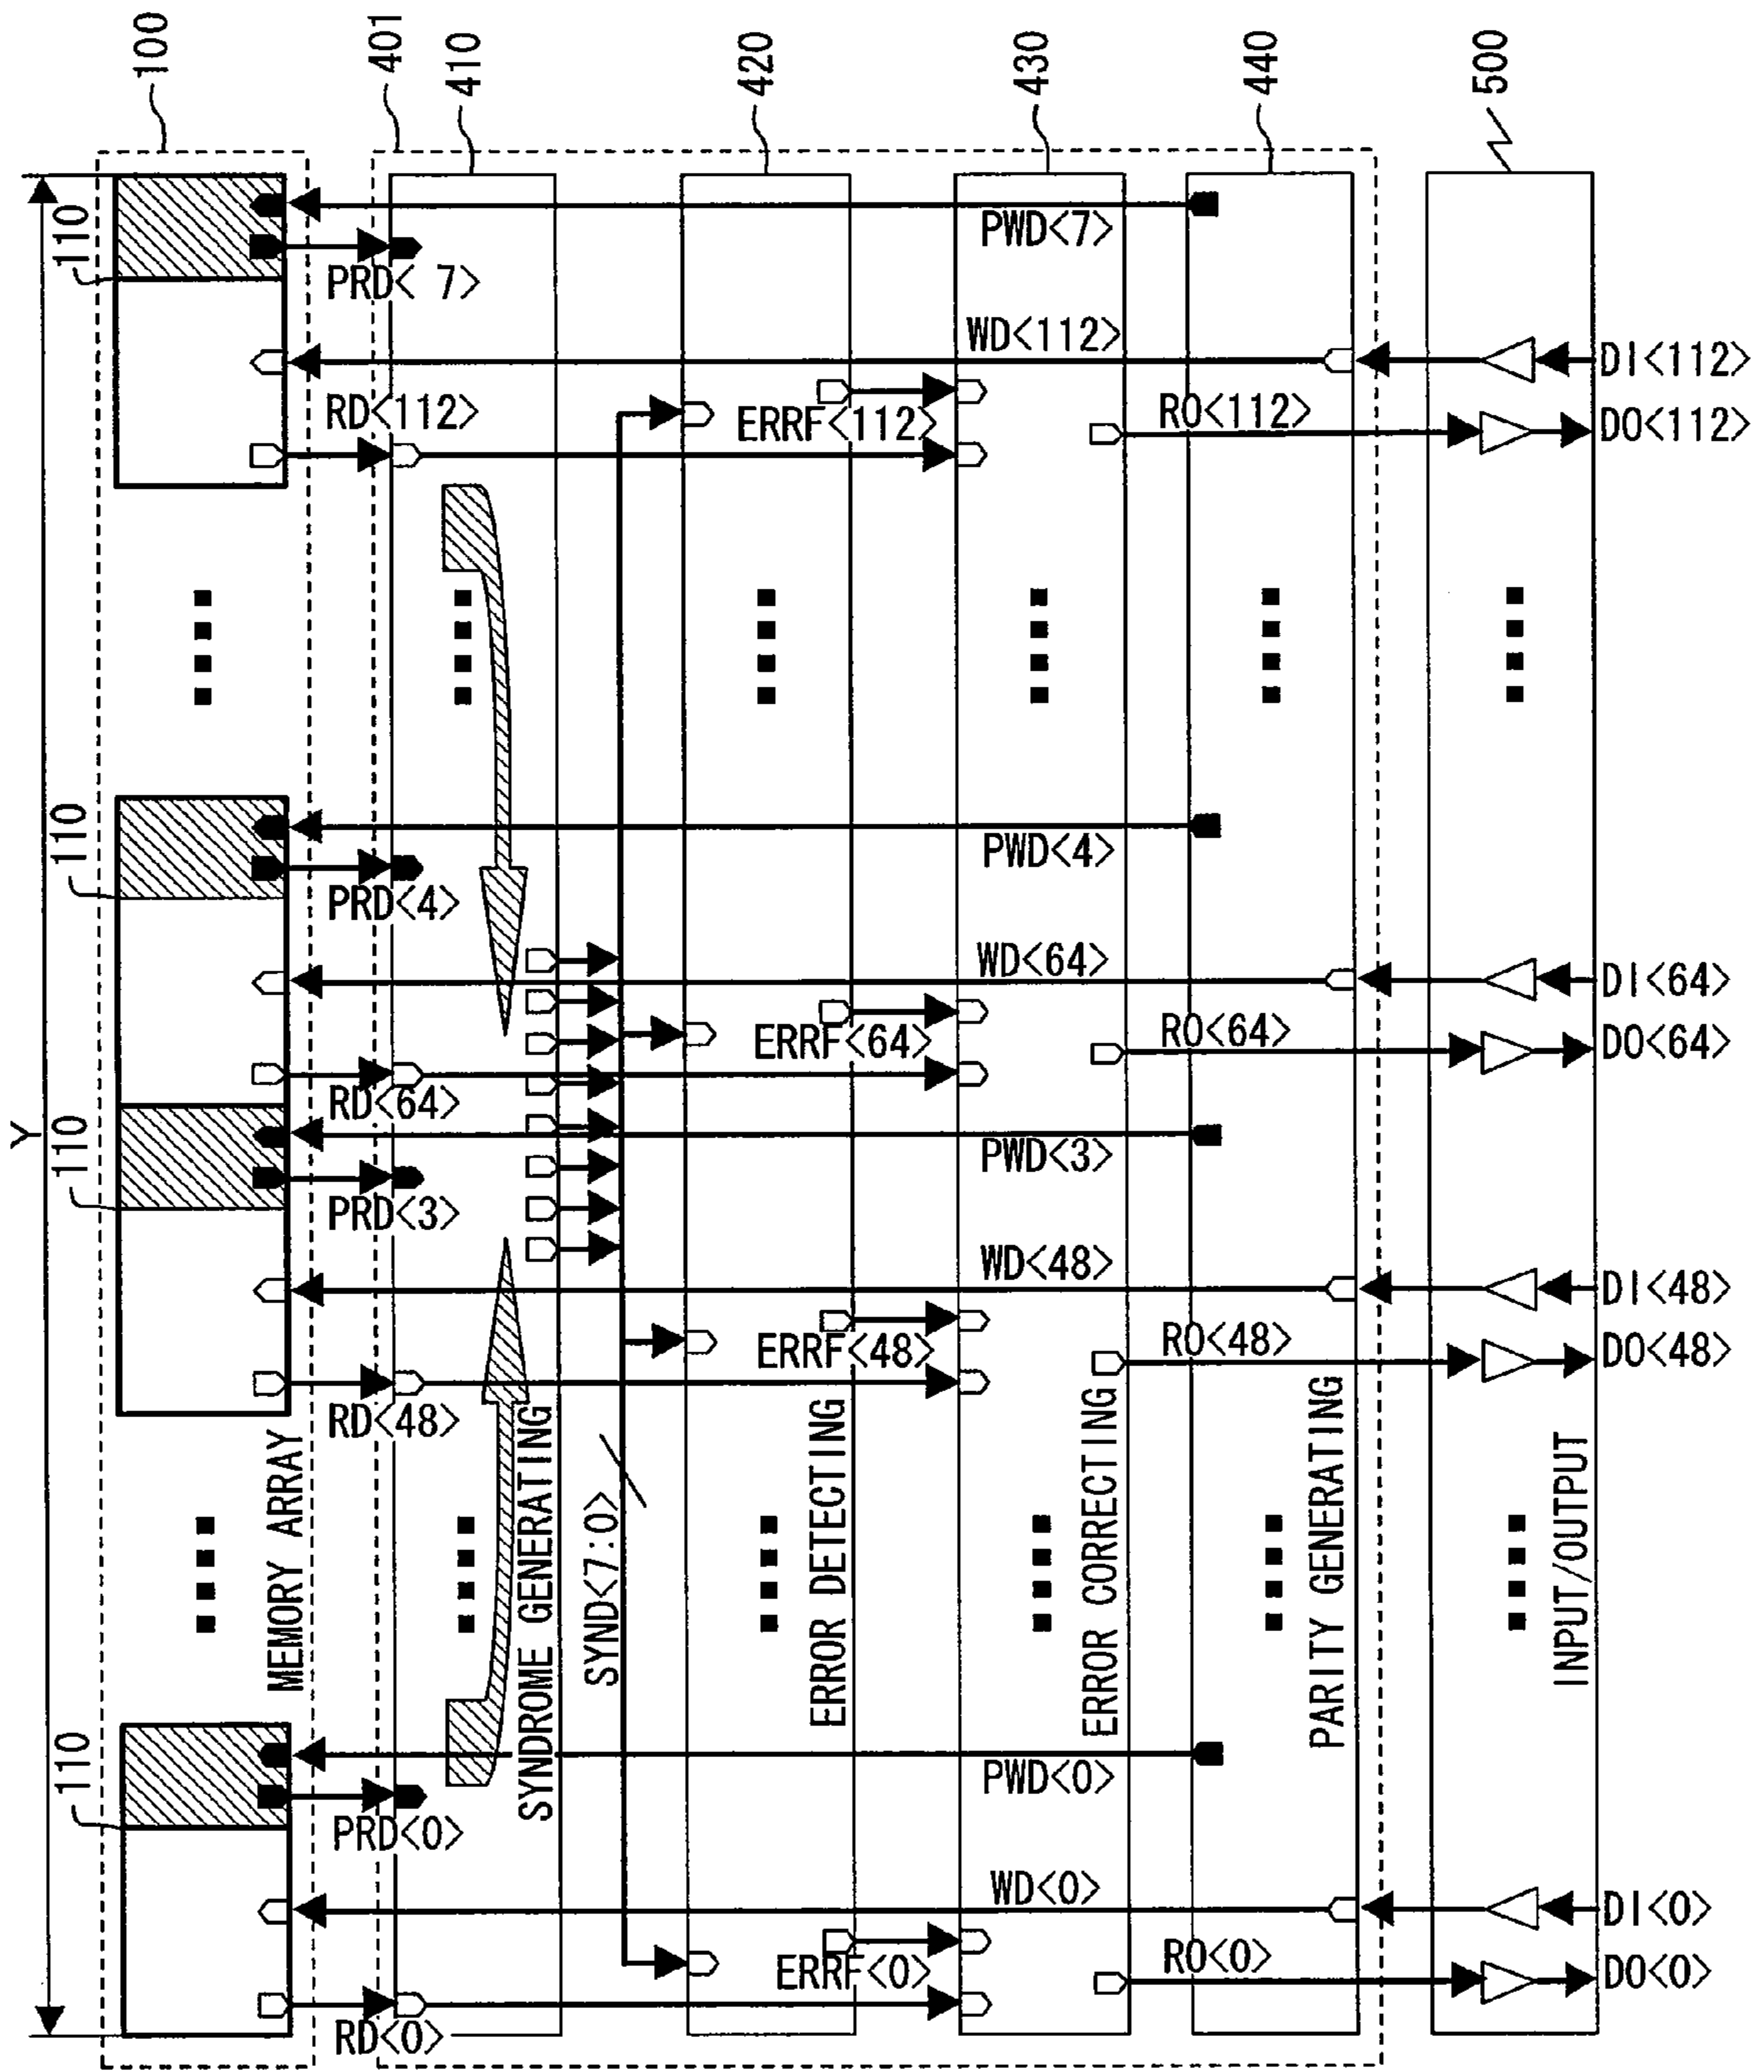 Y
110
110
110
110
100
MEMORY ARRAY
401
RD<0>
PRD<0>
RD<48>
PRD<3>
RD<64>
PRD<4>
RD<112>
PRD< 7>
410
SYNDROME GENERATING
SYND<7:0>
420
ERROR DETECTING
ERRF<0>
ERRF<48>
ERRF<64>
ERRF<112>
430
ERROR CORRECTING
WD<0>
PWD<0>
WD<48>
PWD<3>
WD<64>
PWD<4>
WD<112>
PWD<7>
440
PARITY GENERATING
RO<0>
RO<48>
RO<64>
RO<112>
500
INPUT/OUTPUT
DO<0>
DI<0>
DO<48>
DI<48>
DO<64>
DI<64>
DO<112>
DI<112>